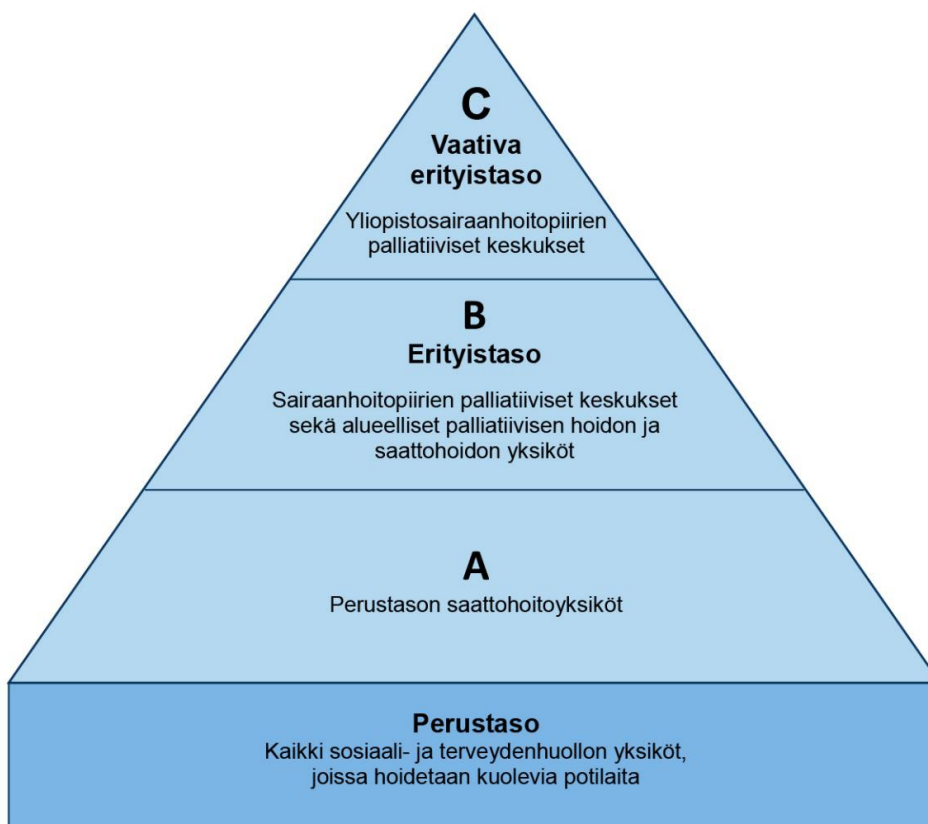 C
Vaativa
erityistaso
Yliopistosairaanhoitopiirien
palliatiiviset keskukset
B
Erityistaso
Sairaanhoitopiirien palliatiiviset keskukset
sekä alueelliset palliatiivisen hoidon ja
saattohoidon yksiköt
A
Perustason saattohoitoyksiköt
Perustaso
Kaikki sosiaali- ja terveydenhuollon yksiköt,
joissa hoidetaan kuolevia potilaita